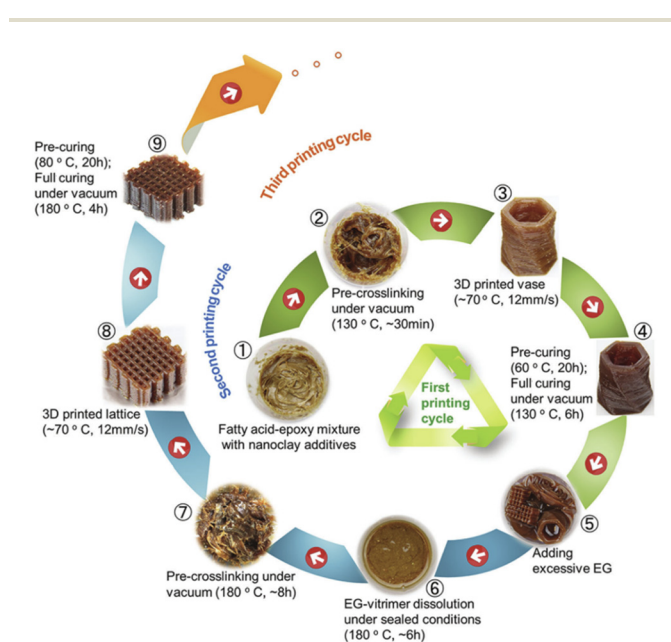 ①
Fatty acid-epoxy mixture
with nanoclay additives
②
Pre-crosslinking
under vacuum
(130 °C, ~30min)
③
3D printed vase
(~70°C, 12mm/s)
④
Pre-curing
(60 °C, 20h);
Full curing
under vacuum
(130 °C, 6h)
First
printing
cycle
⑤
Adding
excessive EG
⑥
EG-vitrimer dissolution
under sealed conditions
(180 °C, ~6h)
⑦
Pre-crosslinking under
vacuum (180 °C, ~8h)
⑧
3D printed lattice
(~70 °C, 12mm/s)
Second printing cycle
⑨
Pre-curing
(80 °C, 20h);
Full curing
under vacuum
(180 °C, 4h)
Third printing cycle